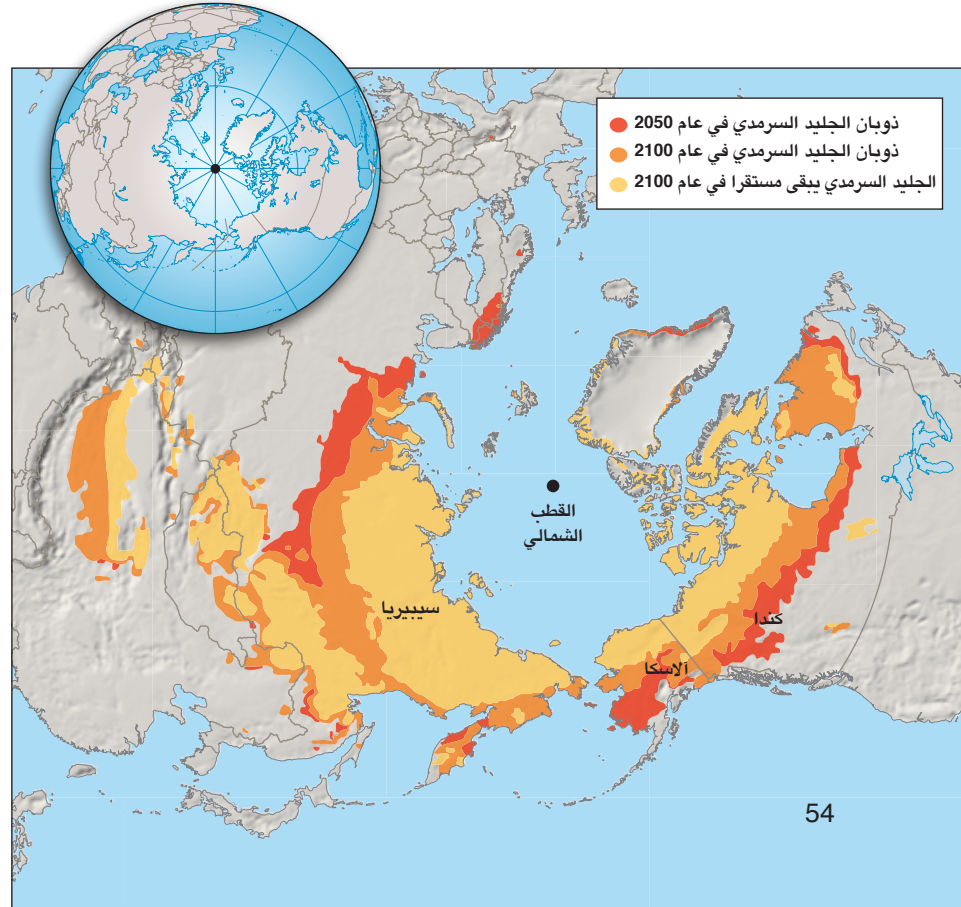 ذوبان الجليد السرمدي في عام 2050
ذوبان الجليد السرمدي في عام 2100
الجليد السرمدي يبقى مستقرا في عام 2100
القطب
الشمالي
سيبيريا
كندا
آلاسكا
54